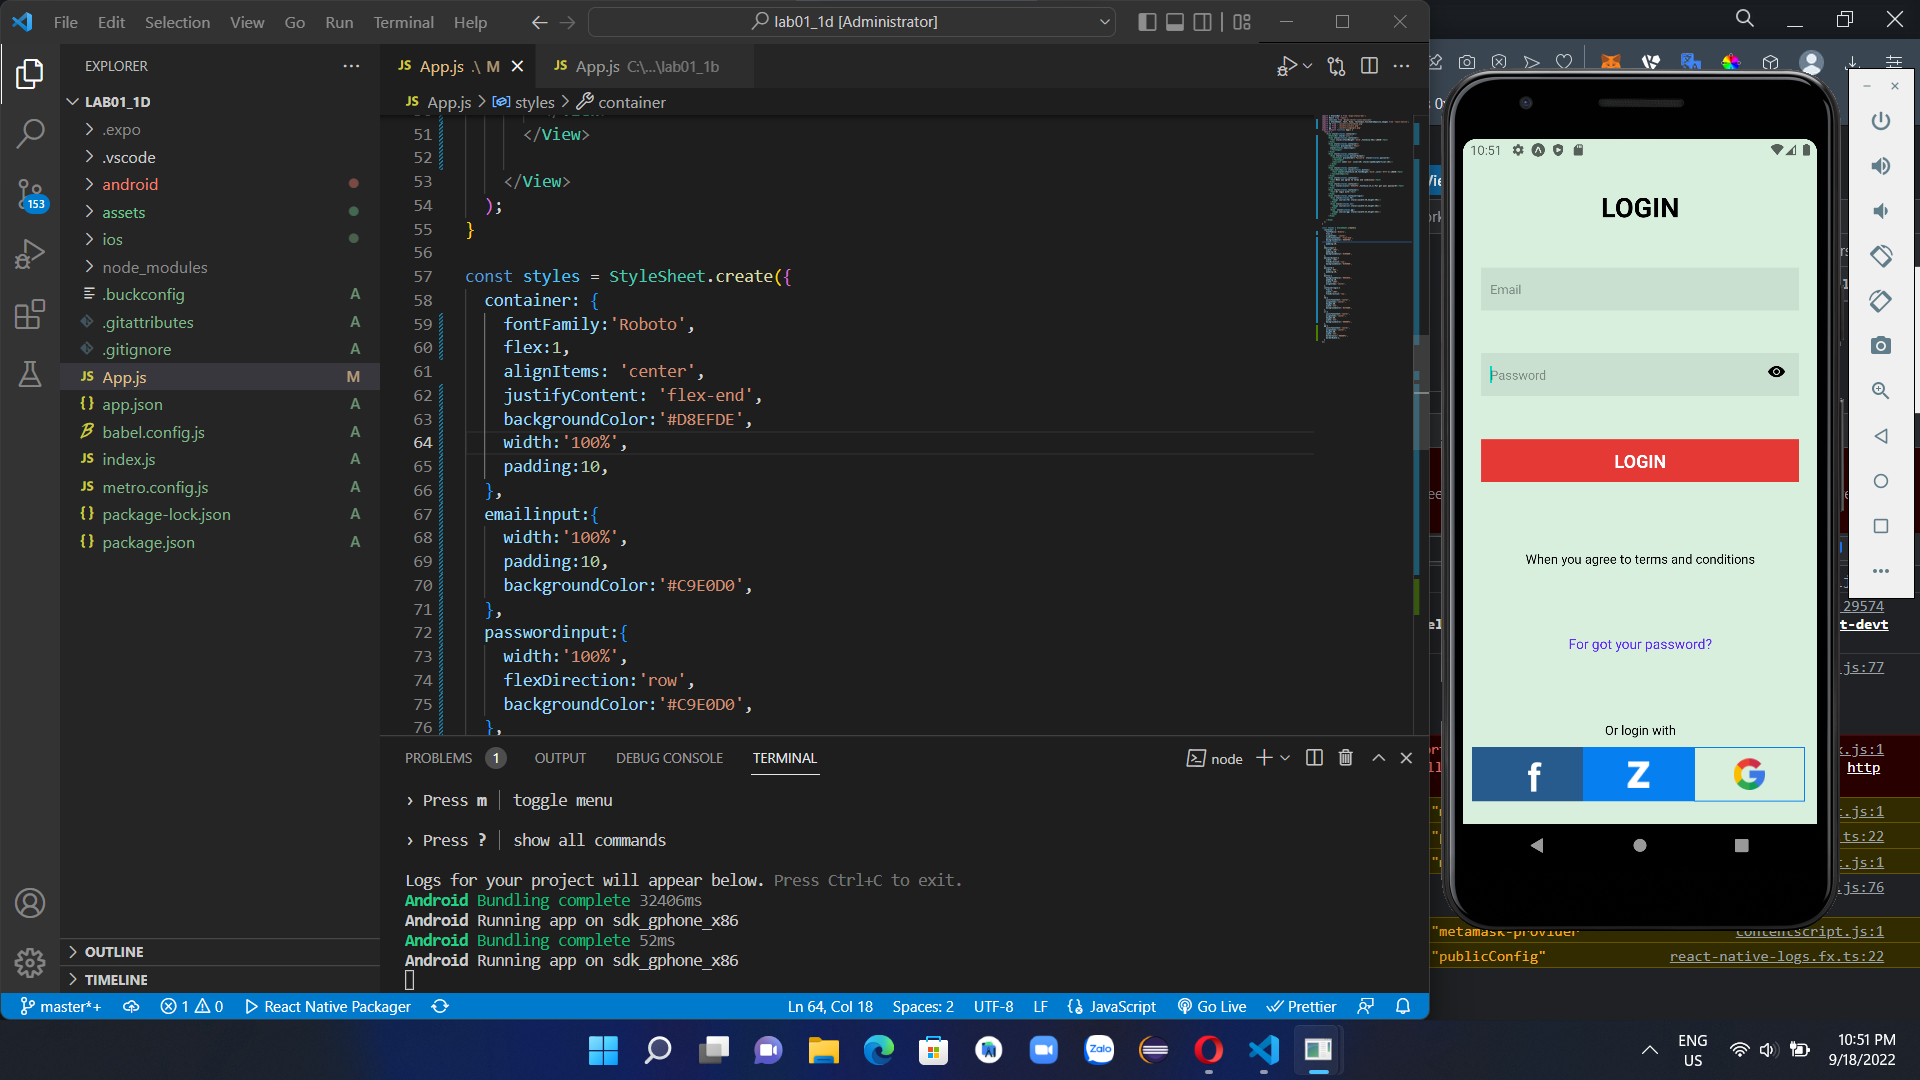 File Edit Selection View Go Run Terminal Help
lab01_1d [Administrator]
EXPLORER
LAB01_1D
.expo
.vscode
android
assets
ios
node_modules
.buckconfig A
.gitattributes A
.gitignore A
JS App.js M
{} app.json A
babel.config.js A
JS index.js A
JS metro.config.js A
{} package-lock.json A
{} package.json A
153
OUTLINE
TIMELINE
JS App.js .\ M
JS App.js C:\...\lab01_1b
JS App.js > styles > container
51 </View>
52
53 </View>
54 );
55 }
56
57 const styles = StyleSheet.create({
58 container: {
59 fontFamily:'Roboto',
60 flex:1,
61 alignItems: 'center',
62 justifyContent: 'flex-end',
63 backgroundColor:'#D8EFDE',
64 width:'100%',
65 padding:10,
66 },
67 emailinput:{
68 width:'100%',
69 padding:10,
70 backgroundColor:'#C9E0D0',
71 },
72 passwordinput:{
73 width:'100%',
74 flexDirection:'row',
75 backgroundColor:'#C9E0D0',
76 },
PROBLEMS 1 OUTPUT DEBUG CONSOLE TERMINAL
node
› Press m │ toggle menu
› Press ? │ show all commands
Logs for your project will appear below. Press Ctrl+C to exit.
Android Bundling complete 32406ms
Android Running app on sdk_gphone_x86
Android Bundling complete 52ms
Android Running app on sdk_gphone_x86
master*+ 1 0 React Native Packager
Ln 64, Col 18 Spaces: 2 UTF-8 LF JavaScript Go Live Prettier
10:51
LOGIN
Email
Password
LOGIN
When you agree to terms and conditions
For got your password?
Or login with
f Z G
29574
t-devt
.js:77
.js:1
http
.js:1
.ts:22
.js:1
.js:76
"metamask-provider contentscript.js:1
"publicConfig" react-native-logs.fx.ts:22
Zalo
ENG
US
10:51 PM
9/18/2022